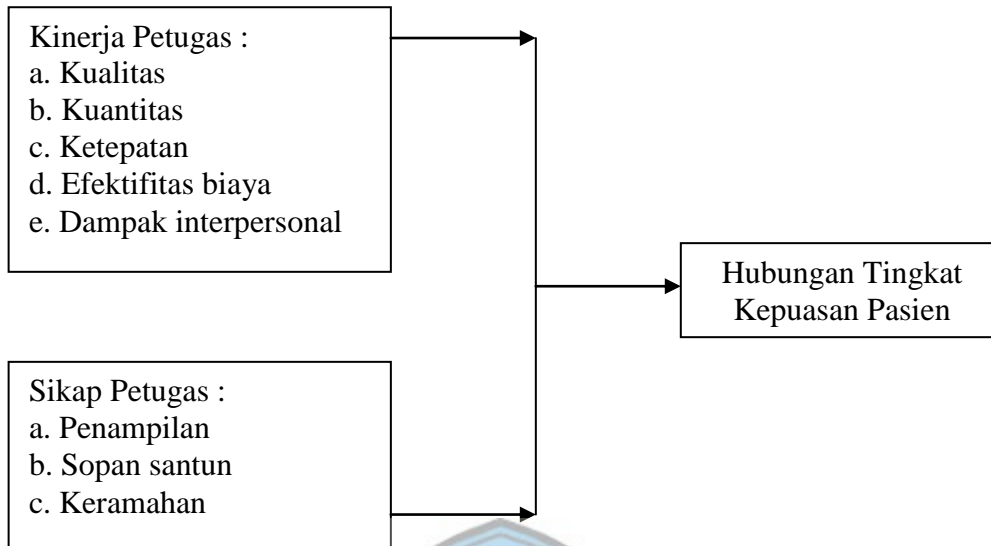 Kinerja Petugas :
a. Kualitas
b. Kuantitas
c. Ketepatan
d. Efektifitas biaya
e. Dampak interpersonal
Hubungan Tingkat
Kepuasan Pasien
Sikap Petugas :
a. Penampilan
b. Sopan santun
c. Keramahan